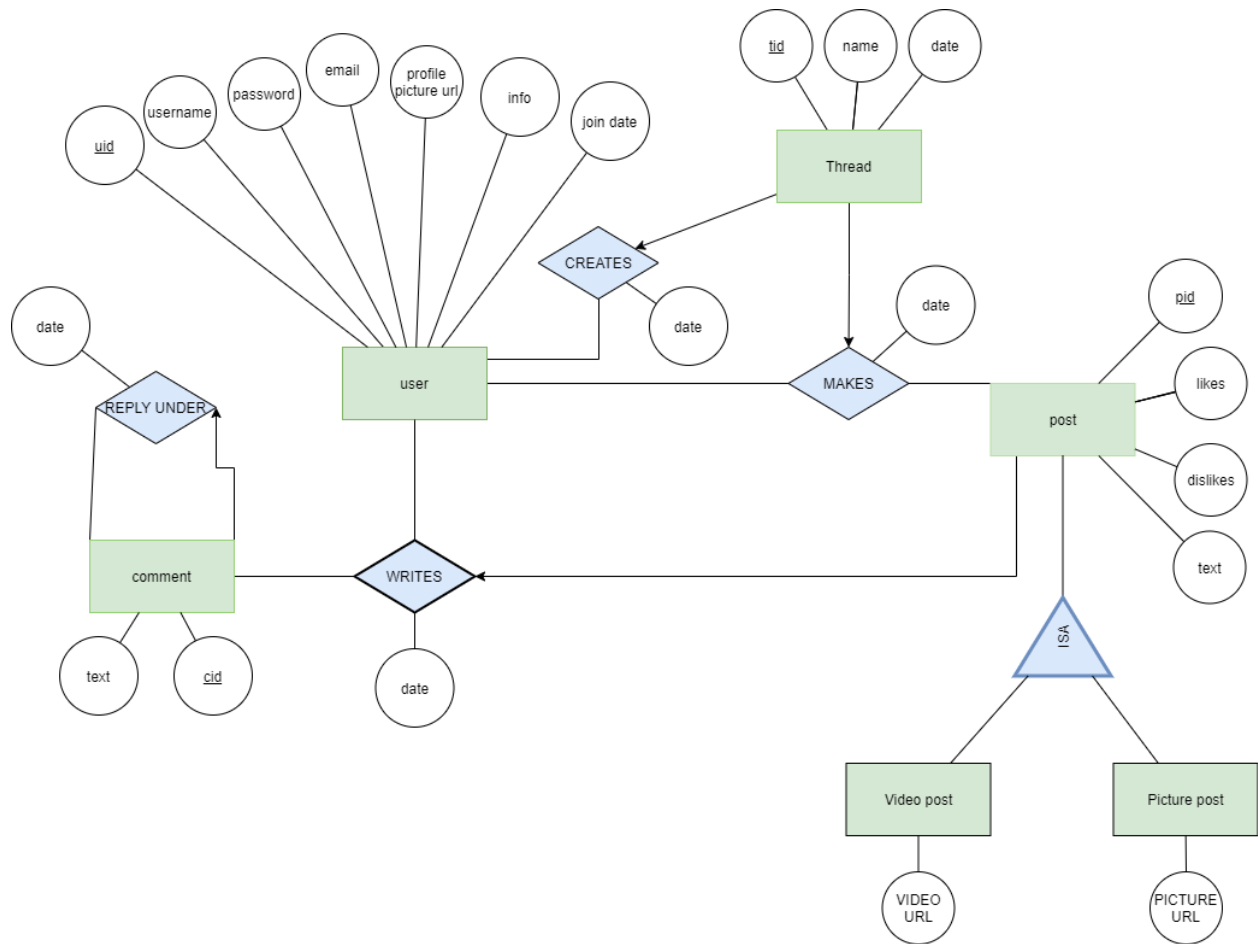 tid
name
date
email
profile
picture url
info
password
username
join date
uid
Thread
CREATES
date
date
pid
date
REPLY UNDER
user
MAKES
likes
post
dislikes
text
comment
WRITES
ISA
text
cid
date
Video post
Picture post
VIDEO
URL
PICTURE
URL